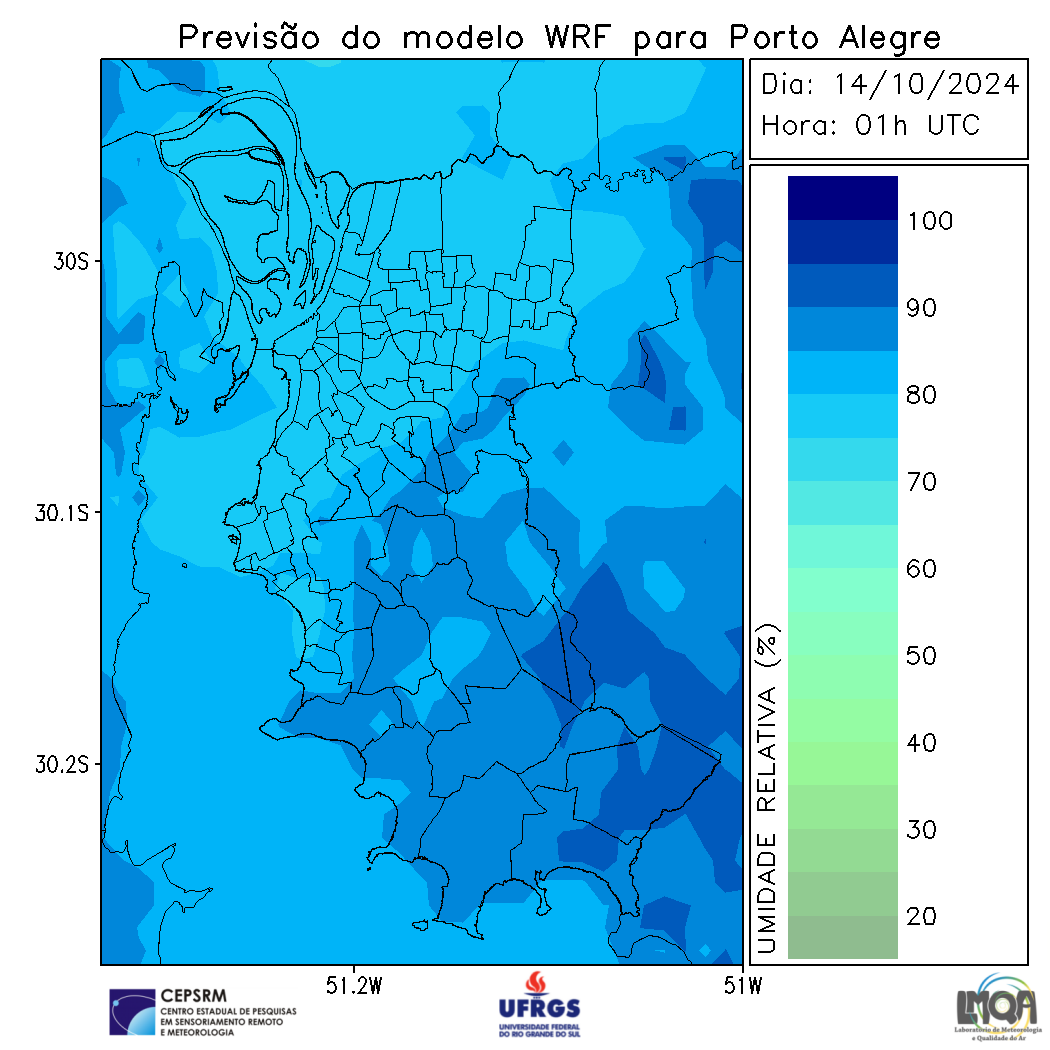 Previsão do modelo WRF para Porto Alegre
Dia: 14/10/2024
Hora: 01h UTC
100
90
80
70
60
50
40
30
20
UMIDADE RELATIVA (%)
30S
30.1S
30.2S
51.2W
51W
CEPSRM
CENTRO ESTADUAL DE PESQUISAS
EM SENSORIAMENTO REMOTO
E METEOROLOGIA
UFRGS
UNIVERSIDADE FEDERAL
DO RIO GRANDE DO SUL
LMQA
Laboratório de Meteorologia
e Qualidade do Ar